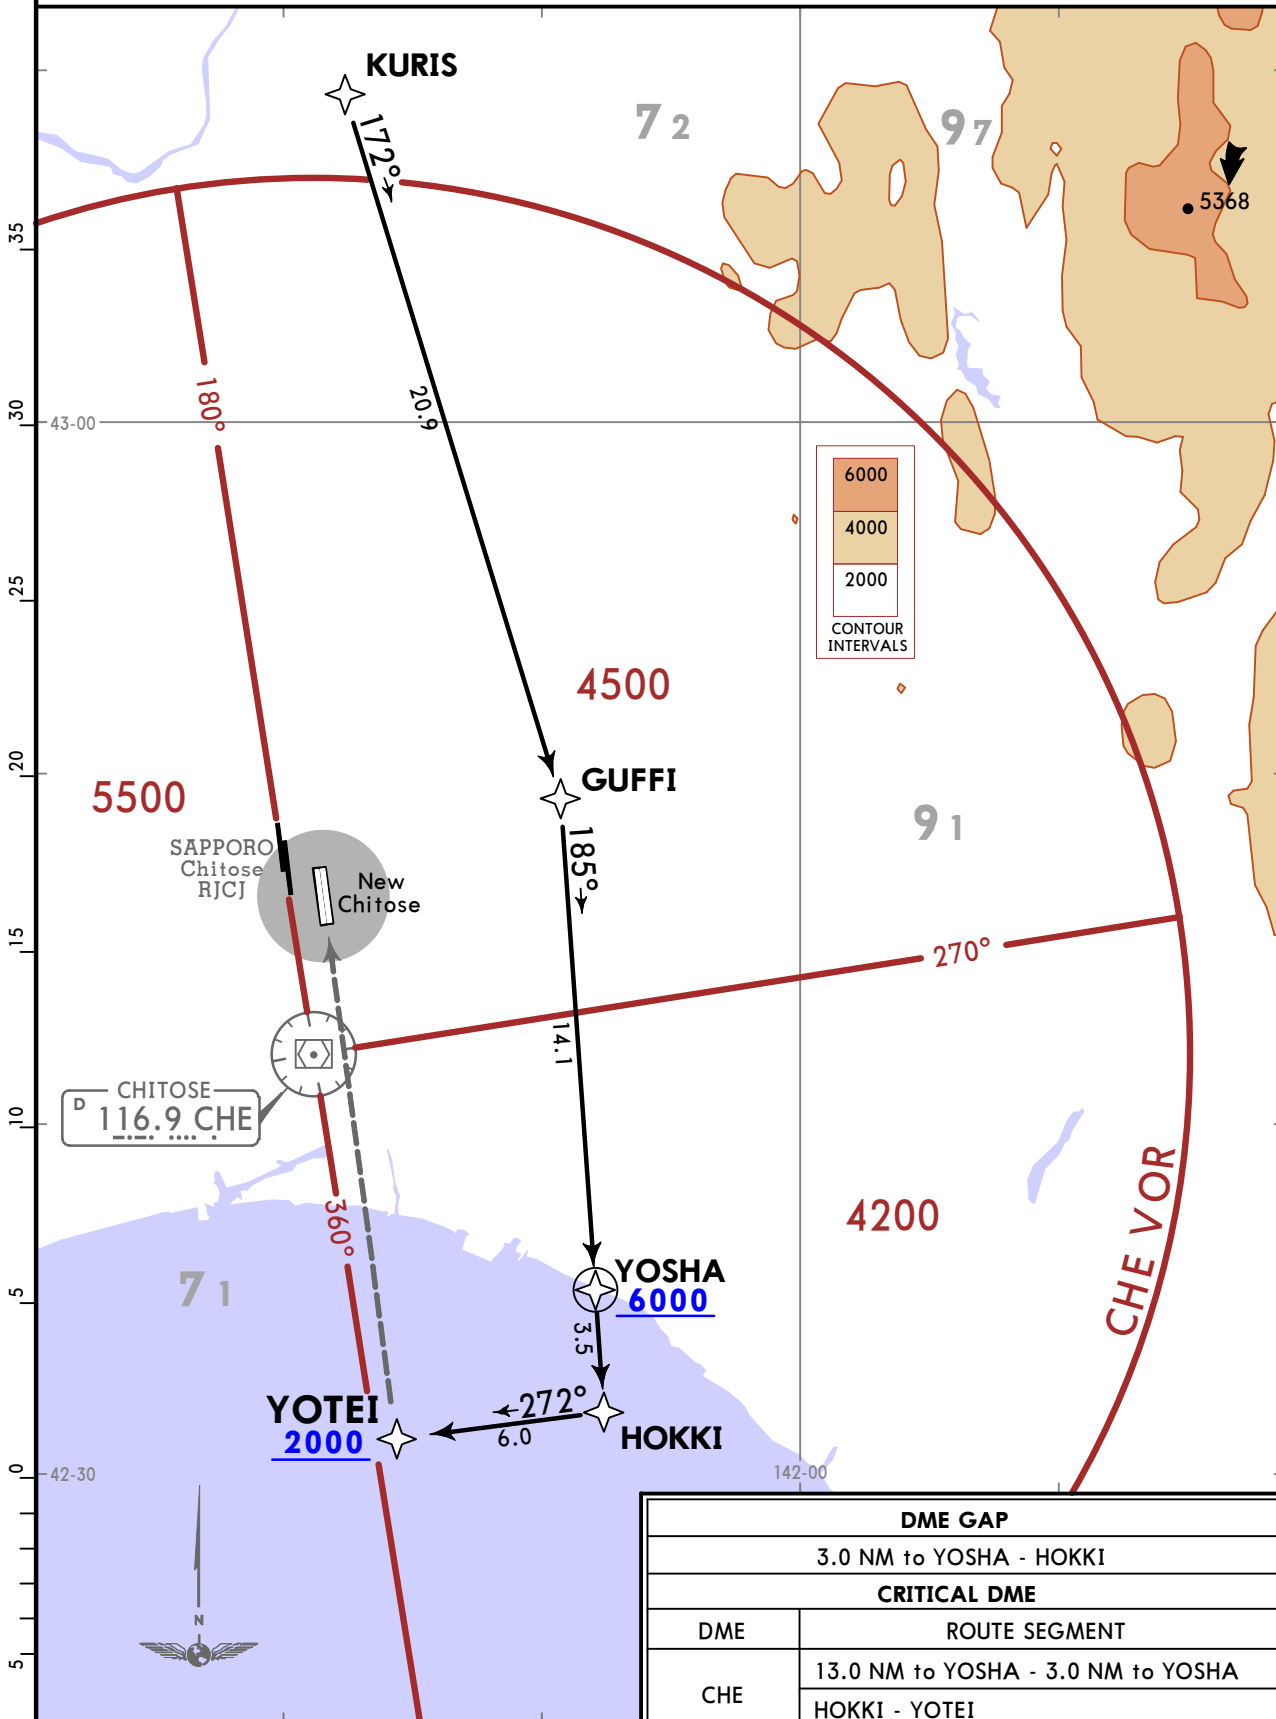 KURIS
172°
7 2
9 7
5368
35
180°
20.9
30
43-00
6000
4000
2000
CONTOUR
INTERVALS
25
4500
20
GUFFI
5500
9 1
185°
SAPPORO
Chitose
RJCJ
New
Chitose
15
270°
14.1
CHITOSE
D 116.9 CHE
10
360°
4200
CHE VOR
7 1
YOSHA
6000
5
3.5
YOTEI
2000
272°
6.0
HOKKI
0
42-30
142-00
N
5
DME GAP
3.0 NM to YOSHA - HOKKI
CRITICAL DME
DME ROUTE SEGMENT
CHE
13.0 NM to YOSHA - 3.0 NM to YOSHA
HOKKI - YOTEI